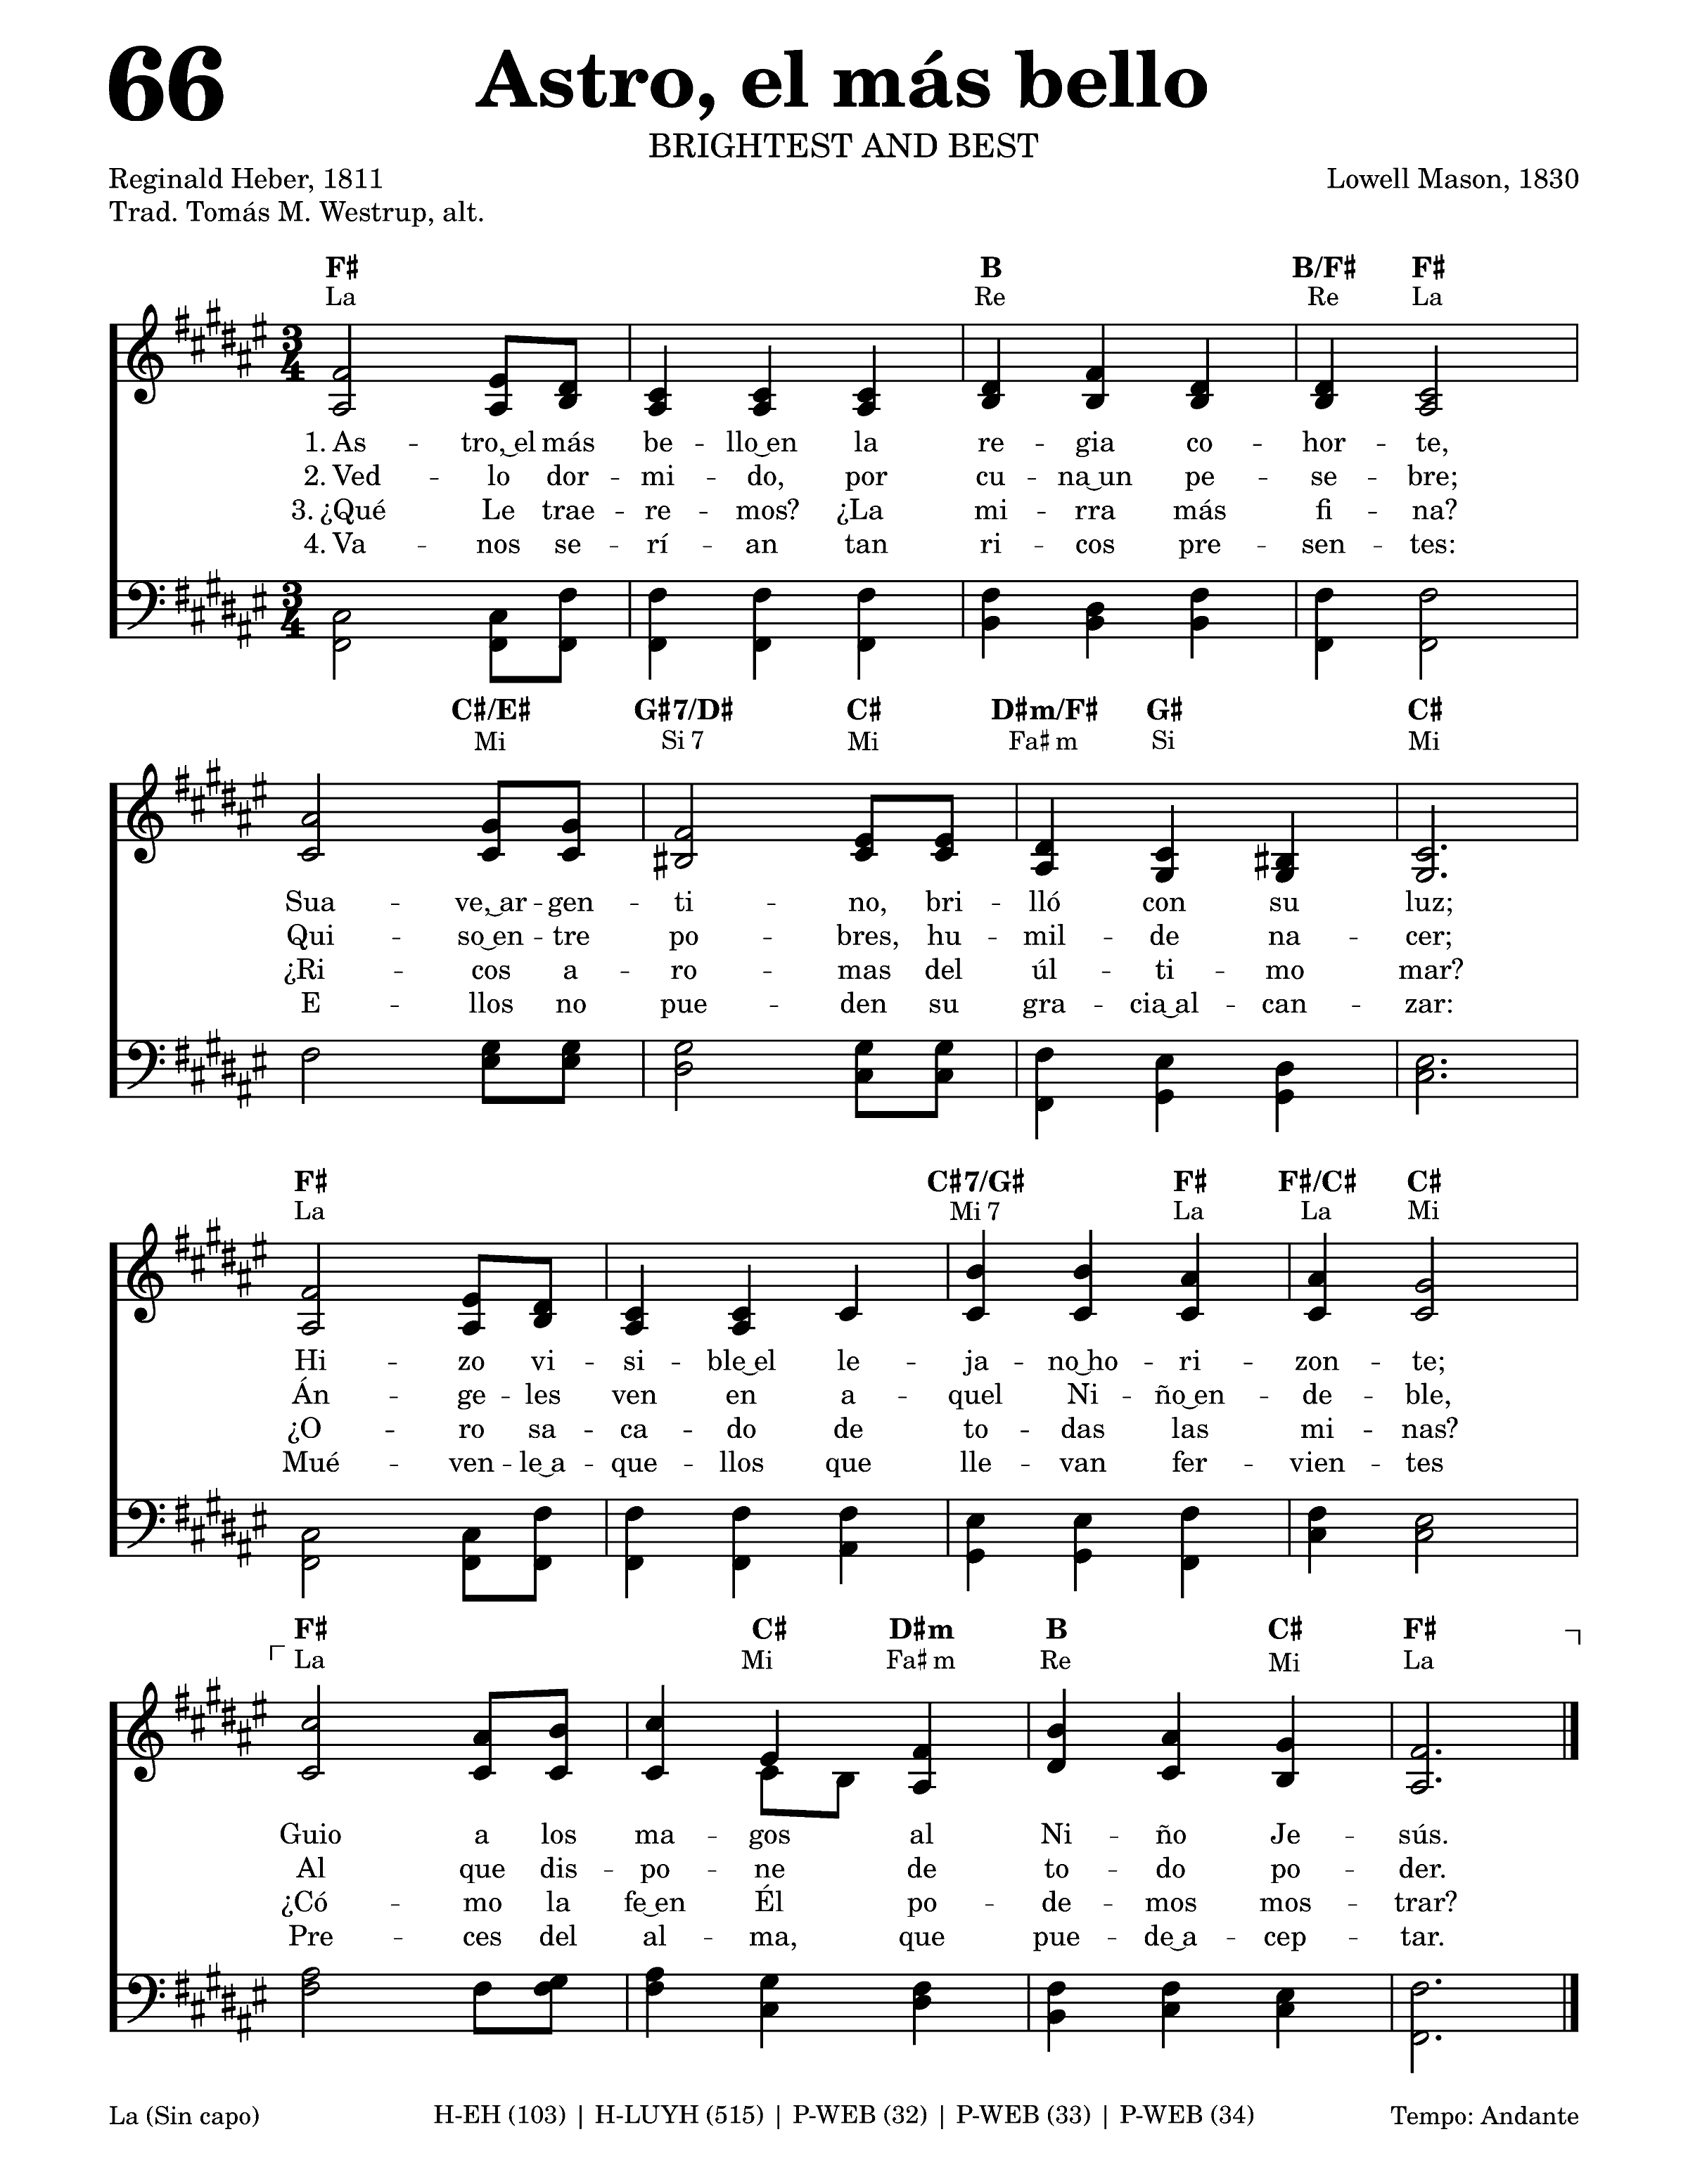 66
Astro, el más bello
BRIGHTEST AND BEST
Reginald Heber, 1811
Lowell Mason, 1830
Trad. Tomás M. Westrup, alt.
F♯ B B/F♯ F♯
La Re Re La
3/4
1. As - tro,‿el más be - llo‿en la re - gia co - hor - te,
2. Ved - lo dor - mi - do, por cu - na‿un pe - se - bre;
3. ¿Qué Le trae - re - mos? ¿La mi - rra más fi - na?
4. Va - nos se - rí - an tan ri - cos pre - sen - tes:
3/4
C♯/E♯ G♯7/D♯ C♯ D♯m/F♯ G♯ C♯
Mi Si 7 Mi Fa♯ m Si Mi
Sua - ve,‿ar - gen - ti - no, bri - lló con su luz;
Qui - so‿en - tre po - bres, hu - mil - de na - cer;
¿Ri - cos a - ro - mas del úl - ti - mo mar?
E - llos no pue - den su gra - cia‿al - can - zar:
F♯ C♯7/G♯ F♯ F♯/C♯ C♯
La Mi 7 La La Mi
Hi - zo vi - si - ble‿el le - ja - no‿ho - ri - zon - te;
Án - ge - les ven en a - quel Ni - ño‿en - de - ble,
¿O - ro sa - ca - do de to - das las mi - nas?
Mué - ven - le‿a - que - llos que lle - van fer - vien - tes
F♯ C♯ D♯m B C♯ F♯
La Mi Fa♯ m Re Mi La
Guio a los ma - gos al Ni - ño Je - sús.
Al que dis - po - ne de to - do po - der.
¿Có - mo la fe‿en Él po - de - mos mos - trar?
Pre - ces del al - ma, que pue - de‿a - cep - tar.
La (Sin capo)
H-EH (103) | H-LUYH (515) | P-WEB (32) | P-WEB (33) | P-WEB (34)
Tempo: Andante